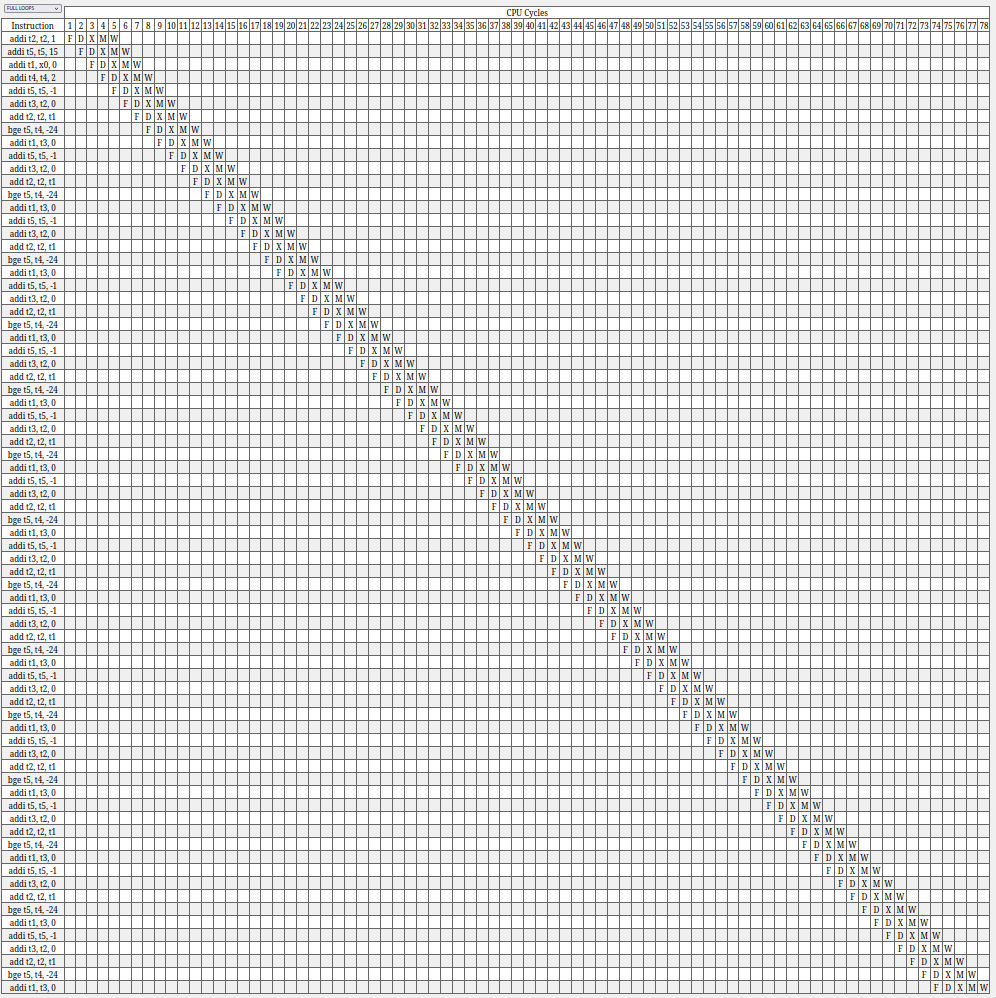 FULL LOOPS
CPU Cycles
Instruction 1 2 3 4 5 6 7 8 9 10 11 12 13 14 15 16 17 18 19 20 21 22 23 24 25 26 27 28 29 30 31 32 33 34 35 36 37 38 39 40 41 42 43 44 45 46 47 48 49 50 51 52 53 54 55 56 57 58 59 60 61 62 63 64 65 66 67 68 69 70 71 72 73 74 75 76 77 78
addi t2, t2, 1 F D X M W
addi t5, t5, 15 F D X M W
addi t1, x0, 0 F D X M W
addi t4, t4, 2 F D X M W
addi t5, t5, -1 F D X M W
addi t3, t2, 0 F D X M W
add t2, t2, t1 F D X M W
bge t5, t4, -24 F D X M W
addi t1, t3, 0 F D X M W
addi t5, t5, -1 F D X M W
addi t3, t2, 0 F D X M W
add t2, t2, t1 F D X M W
bge t5, t4, -24 F D X M W
addi t1, t3, 0 F D X M W
addi t5, t5, -1 F D X M W
addi t3, t2, 0 F D X M W
add t2, t2, t1 F D X M W
bge t5, t4, -24 F D X M W
addi t1, t3, 0 F D X M W
addi t5, t5, -1 F D X M W
addi t3, t2, 0 F D X M W
add t2, t2, t1 F D X M W
bge t5, t4, -24 F D X M W
addi t1, t3, 0 F D X M W
addi t5, t5, -1 F D X M W
addi t3, t2, 0 F D X M W
add t2, t2, t1 F D X M W
bge t5, t4, -24 F D X M W
addi t1, t3, 0 F D X M W
addi t5, t5, -1 F D X M W
addi t3, t2, 0 F D X M W
add t2, t2, t1 F D X M W
bge t5, t4, -24 F D X M W
addi t1, t3, 0 F D X M W
addi t5, t5, -1 F D X M W
addi t3, t2, 0 F D X M W
add t2, t2, t1 F D X M W
bge t5, t4, -24 F D X M W
addi t1, t3, 0 F D X M W
addi t5, t5, -1 F D X M W
addi t3, t2, 0 F D X M W
add t2, t2, t1 F D X M W
bge t5, t4, -24 F D X M W
addi t1, t3, 0 F D X M W
addi t5, t5, -1 F D X M W
addi t3, t2, 0 F D X M W
add t2, t2, t1 F D X M W
bge t5, t4, -24 F D X M W
addi t1, t3, 0 F D X M W
addi t5, t5, -1 F D X M W
addi t3, t2, 0 F D X M W
add t2, t2, t1 F D X M W
bge t5, t4, -24 F D X M W
addi t1, t3, 0 F D X M W
addi t5, t5, -1 F D X M W
addi t3, t2, 0 F D X M W
add t2, t2, t1 F D X M W
bge t5, t4, -24 F D X M W
addi t1, t3, 0 F D X M W
addi t5, t5, -1 F D X M W
addi t3, t2, 0 F D X M W
add t2, t2, t1 F D X M W
bge t5, t4, -24 F D X M W
addi t1, t3, 0 F D X M W
addi t5, t5, -1 F D X M W
addi t3, t2, 0 F D X M W
add t2, t2, t1 F D X M W
bge t5, t4, -24 F D X M W
addi t1, t3, 0 F D X M W
addi t5, t5, -1 F D X M W
addi t3, t2, 0 F D X M W
add t2, t2, t1 F D X M W
bge t5, t4, -24 F D X M W
addi t1, t3, 0 F D X M W